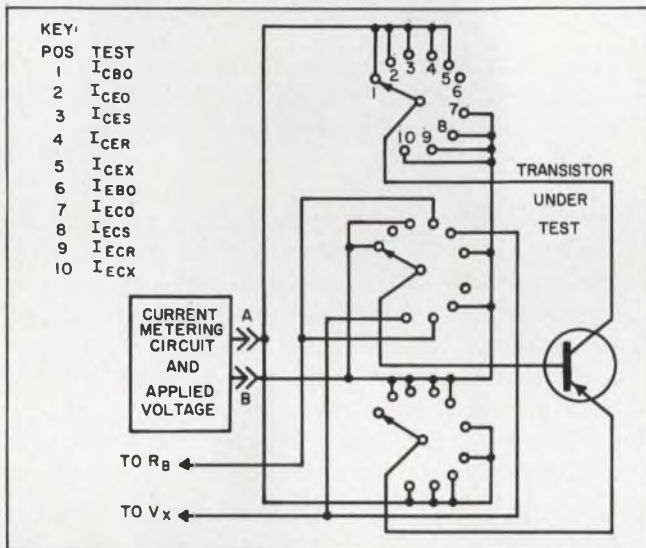 KEY:
POS TEST
1 ICBO
2 ICEO
3 ICES
4 ICER
5 ICEX
6 IEBO
7 IECO
8 IECS
9 IECR
10 IECX
1
2
3
4
5
6
7
8
9
10
TRANSISTOR
UNDER
TEST
CURRENT
METERING
CIRCUIT
AND
APPLIED
VOLTAGE
A
B
TO RB
TO VX